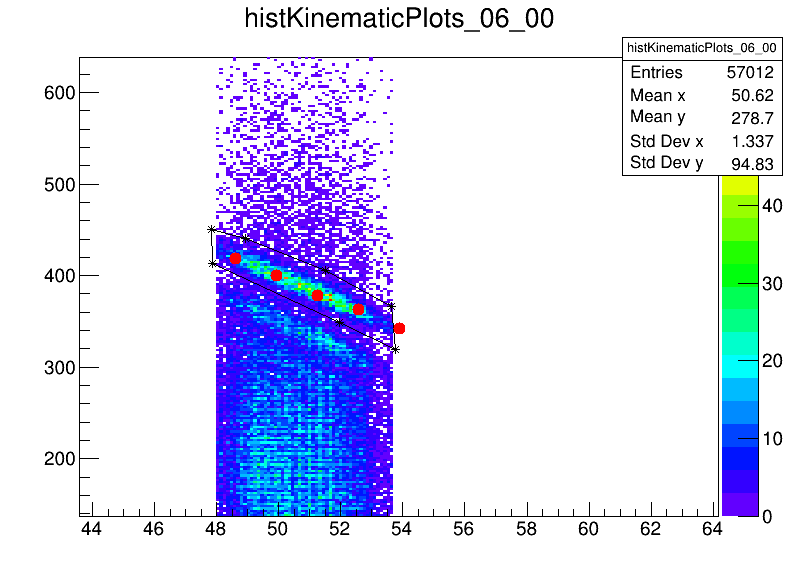 histKinematicPlots_06_00
histKinematicPlots_06_00
Entries 57012
Mean x 50.62
Mean y 278.7
Std Dev x 1.337
Std Dev y 94.83
600
500
400
300
200
44 46 48 50 52 54 56 58 60 62 64
40
30
20
10
0